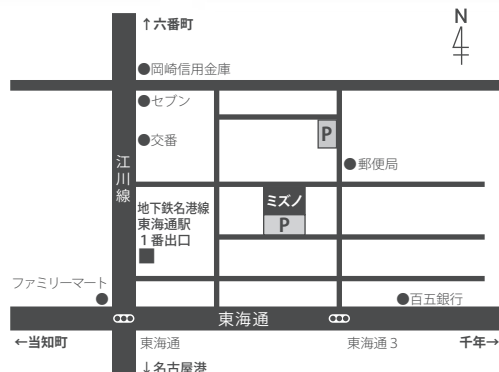 ↑六番町
N
●岡崎信用金庫
●セブン
●交番
P
●郵便局
江川線
地下鉄名港線
東海通駅
1番出口
ミズノ
P
ファミリーマート
●百五銀行
東海通
←当知町
東海通
東海通3
千年→
↓名古屋港